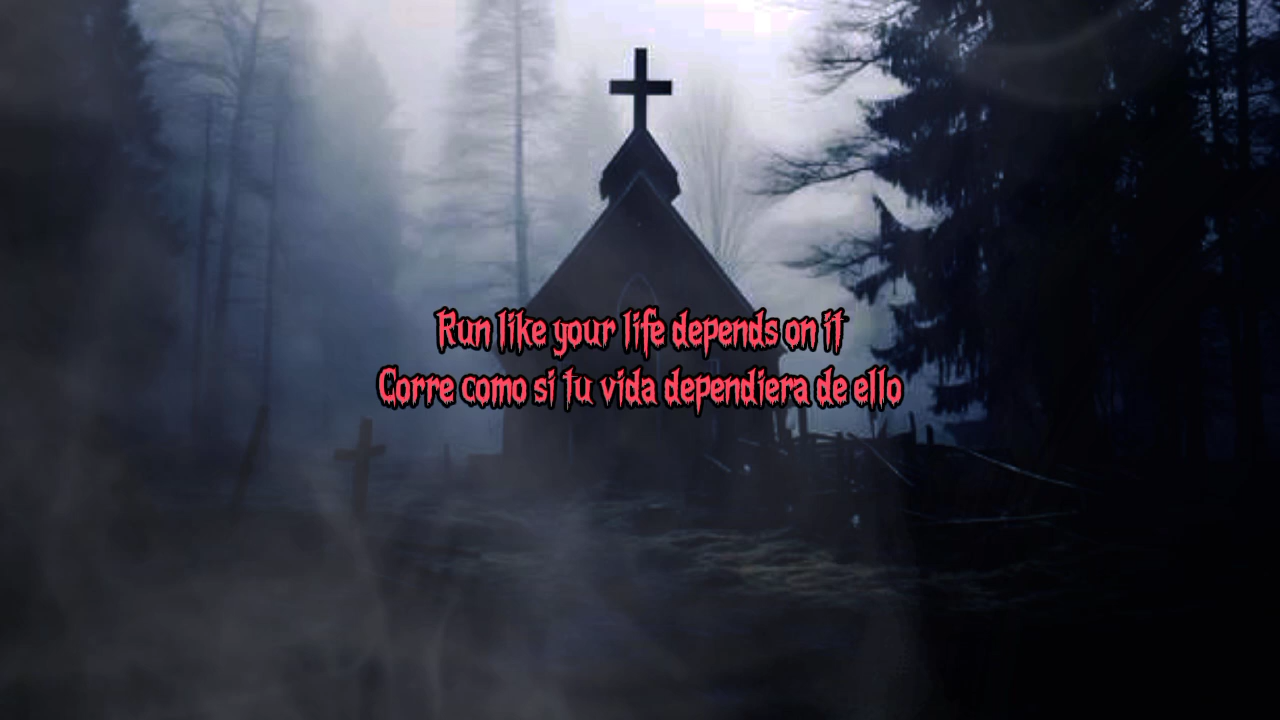 Run like your life depends on it
Corre como si tu vida dependiera de ello